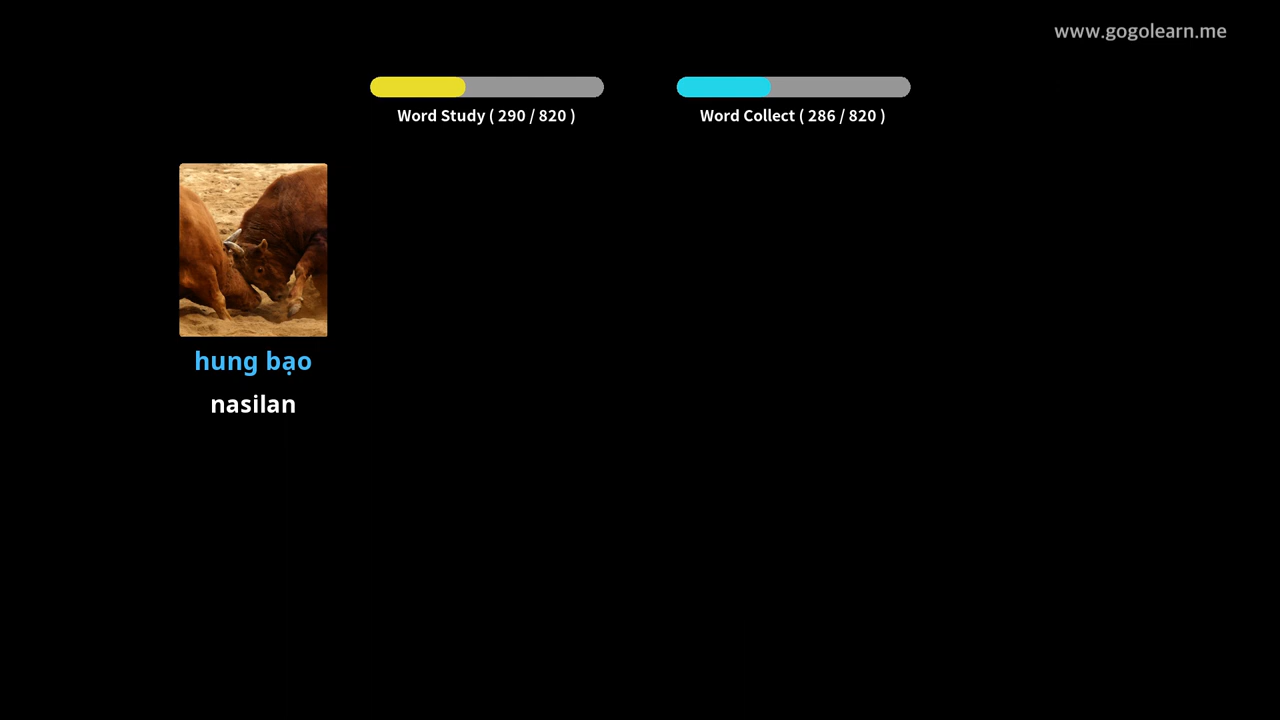 www.gogolearn.me
Word Study ( 290 / 820 )
Word Collect ( 286 / 820 )
hung bạo
nasilan